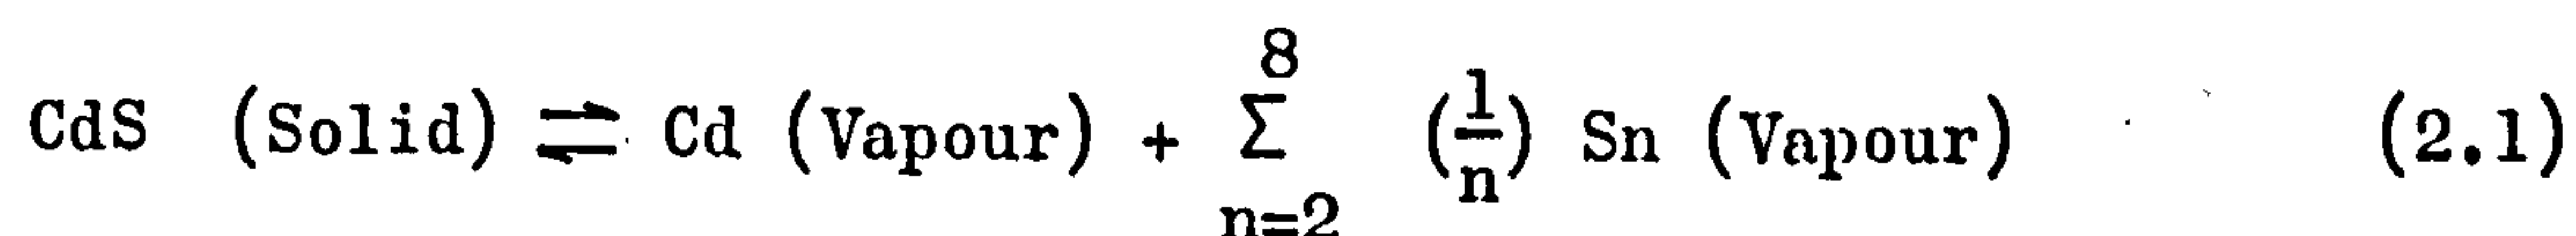 CdS (Solid) ⇌ Cd (Vapour) + 8 Σ n=2 (1/n) Sn (Vapour) (2.1)